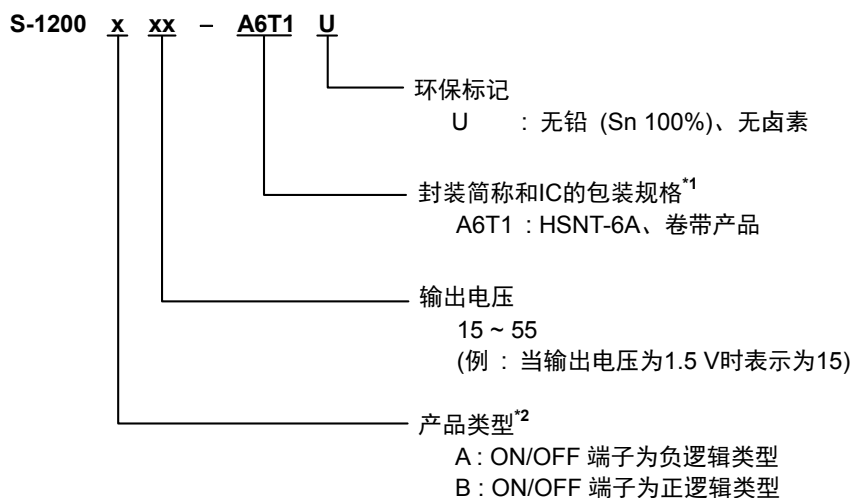 S-1200 x xx – A6T1 U
环保标记
U : 无铅 (Sn 100%)、无卤素
封装简称和IC的包装规格*1
A6T1 : HSNT-6A、卷带产品
输出电压
15 ~ 55
(例 : 当输出电压为1.5 V时表示为15)
产品类型*2
A : ON/OFF 端子为负逻辑类型
B : ON/OFF 端子为正逻辑类型